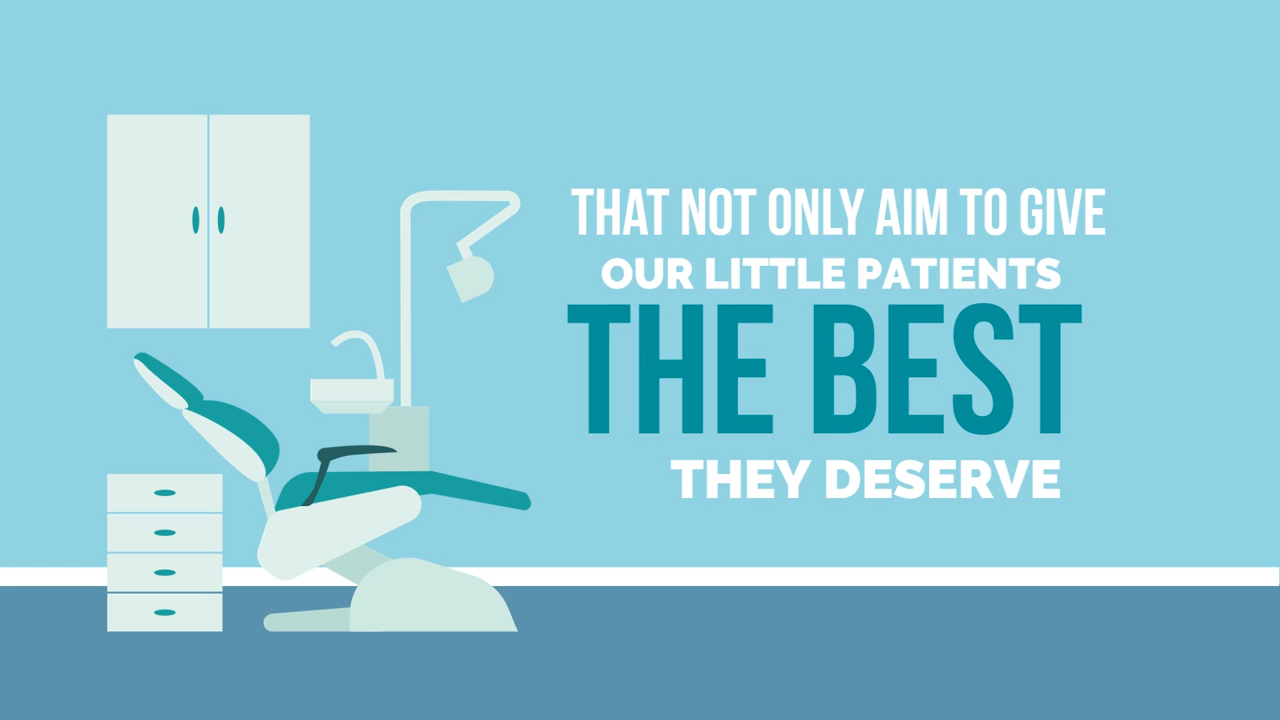 THAT NOT ONLY AIM TO GIVE
OUR LITTLE PATIENTS
THE BEST
THEY DESERVE